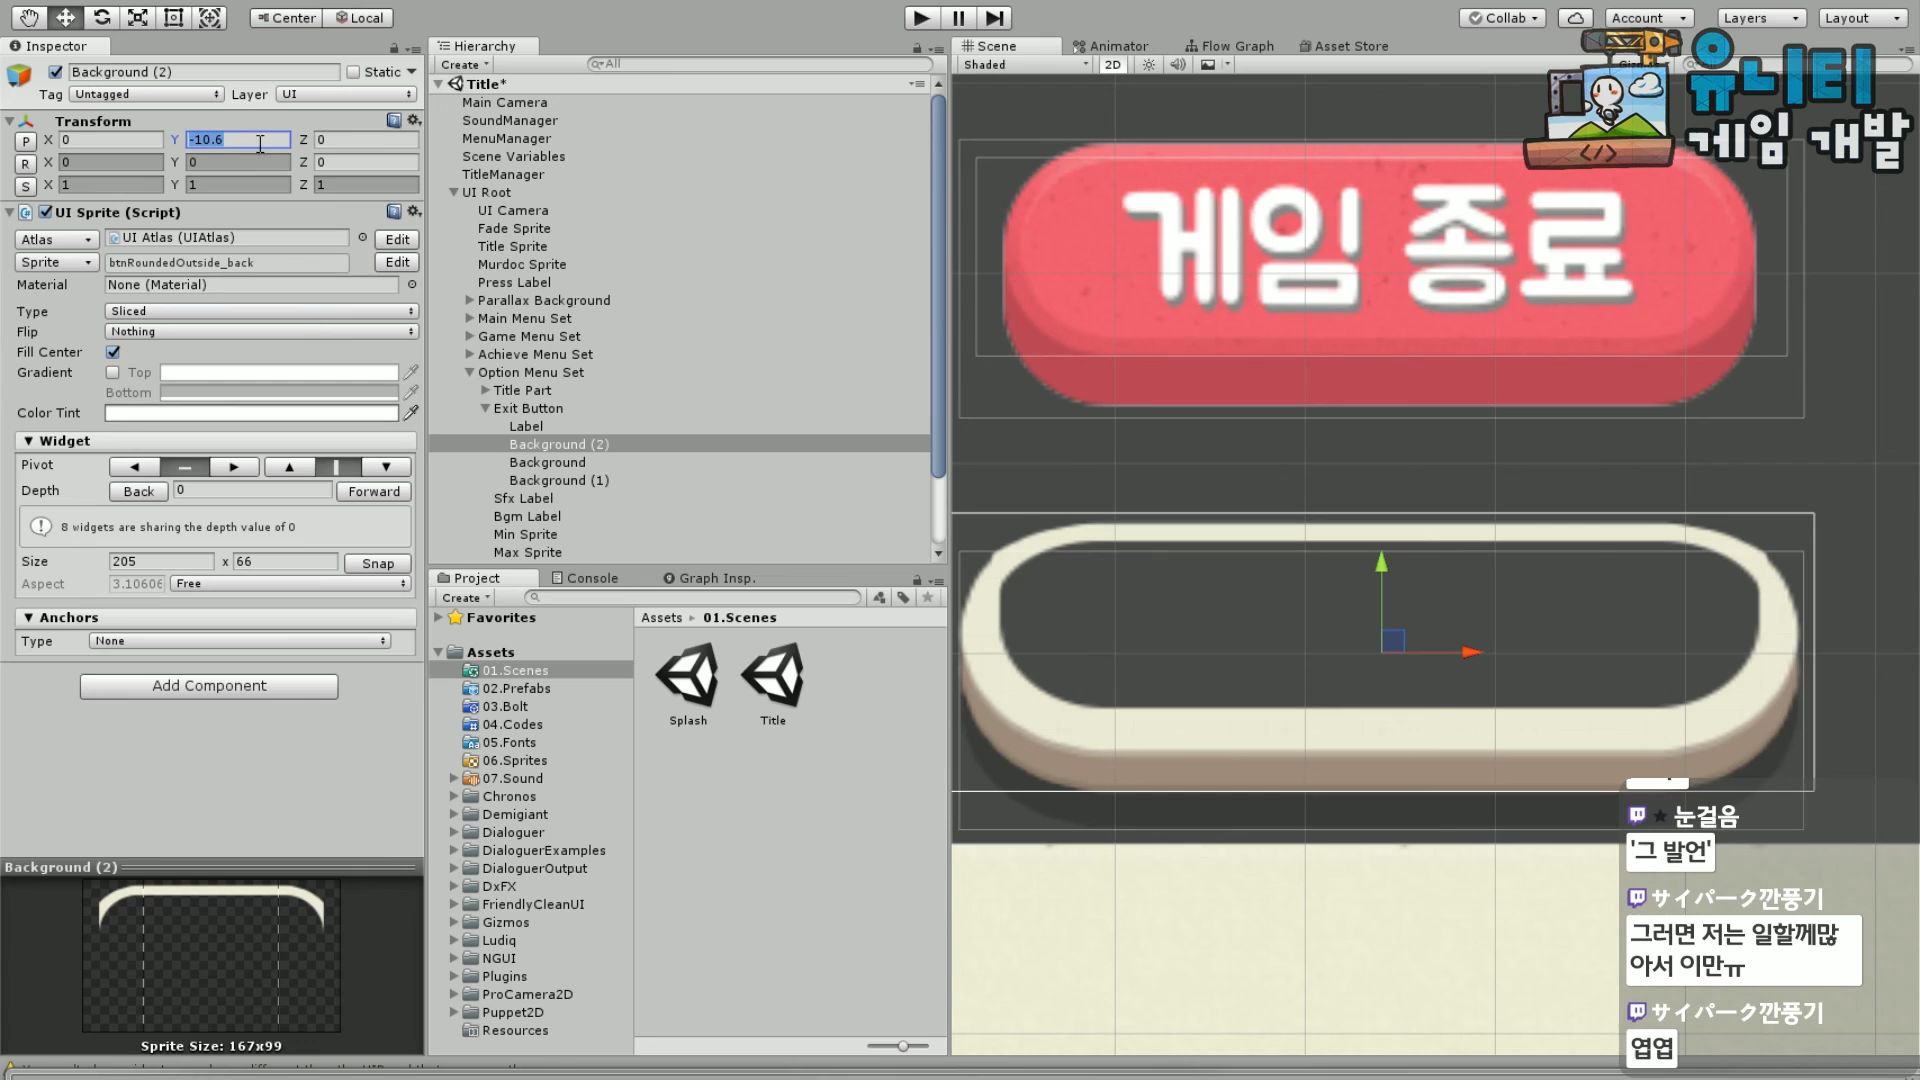 Center
Local
Collab
Account
Layers
Layout
Inspector
Background (2)
Static
Tag
Untagged
Layer
UI
Transform
P X 0 Y -10.6 Z 0
R X 0 Y 0 Z 0
S X 1 Y 1 Z 1
UI Sprite (Script)
Atlas
UI Atlas (UIAtlas)
Edit
Sprite
btnRoundedOutside_back
Edit
Material
None (Material)
Type
Sliced
Flip
Nothing
Fill Center
Gradient
Top
Bottom
Color Tint
Widget
Pivot
Depth
Back
0
Forward
8 widgets are sharing the depth value of 0
Size
205
x 66
Snap
Aspect
3.10606
Free
Anchors
Type
None
Add Component
Background (2)
Sprite Size: 167x99
Hierarchy
Create
All
Title*
Main Camera
SoundManager
MenuManager
Scene Variables
TitleManager
UI Root
UI Camera
Fade Sprite
Title Sprite
Murdoc Sprite
Press Label
Parallax Background
Main Menu Set
Game Menu Set
Achieve Menu Set
Option Menu Set
Title Part
Exit Button
Label
Background (2)
Background
Background (1)
Sfx Label
Bgm Label
Min Sprite
Max Sprite
Project
Console
Graph Insp.
Create
Favorites
Assets
01.Scenes
02.Prefabs
03.Bolt
04.Codes
05.Fonts
06.Sprites
07.Sound
Chronos
Demigiant
Dialoguer
DialoguerExamples
DialoguerOutput
DxFX
FriendlyCleanUI
Gizmos
Ludiq
NGUI
Plugins
ProCamera2D
Puppet2D
Resources
Assets
01.Scenes
Splash
Title
Scene
Animator
Flow Graph
Asset Store
Shaded
2D
유니티
게임 개발
</>
게임 종료
눈걸음
'그 발언'
サイパーク깐풍기
그러면 저는 일할께많
아서 이만ㅠ
サイパーク깐풍기
엽엽